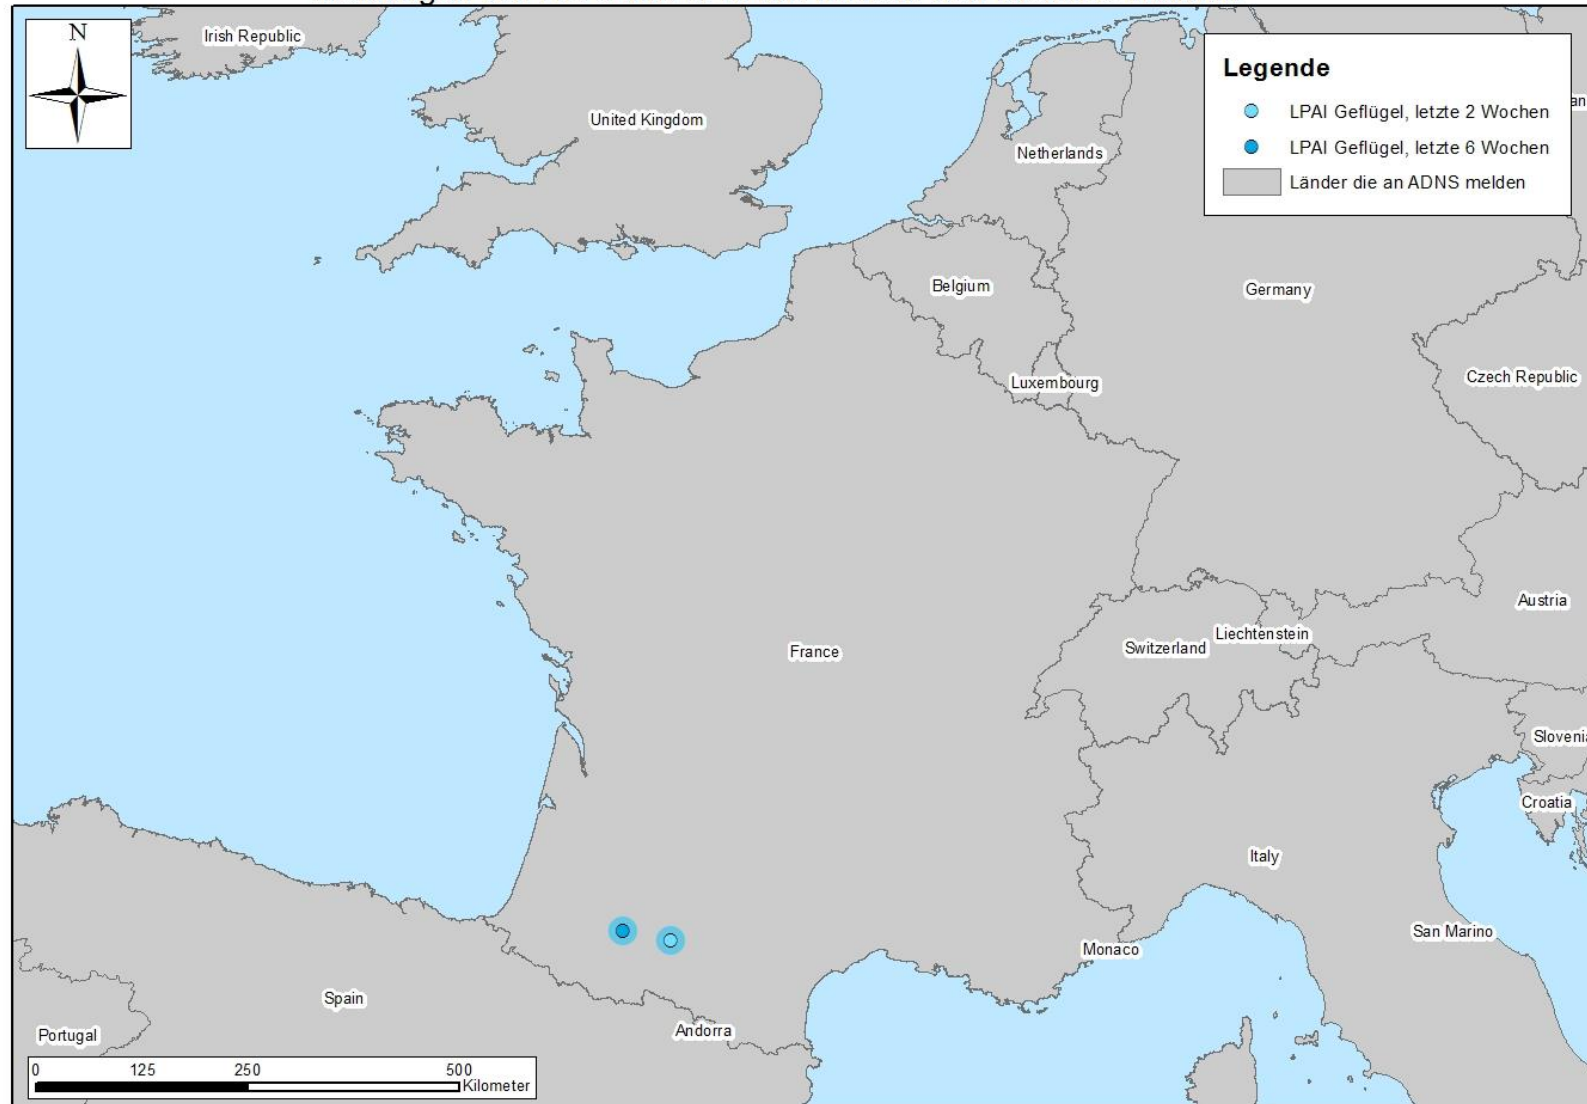 N
Irish Republic
United Kingdom
Netherlands
Legende
LPAI Geflügel, letzte 2 Wochen
LPAI Geflügel, letzte 6 Wochen
Länder die an ADNS melden
Belgium
Germany
Luxembourg
Czech Republic
Austria
Liechtenstein
Switzerland
France
Slovenia
Croatia
Italy
San Marino
Monaco
Spain
Andorra
Portugal
0 125 250 500
Kilometer